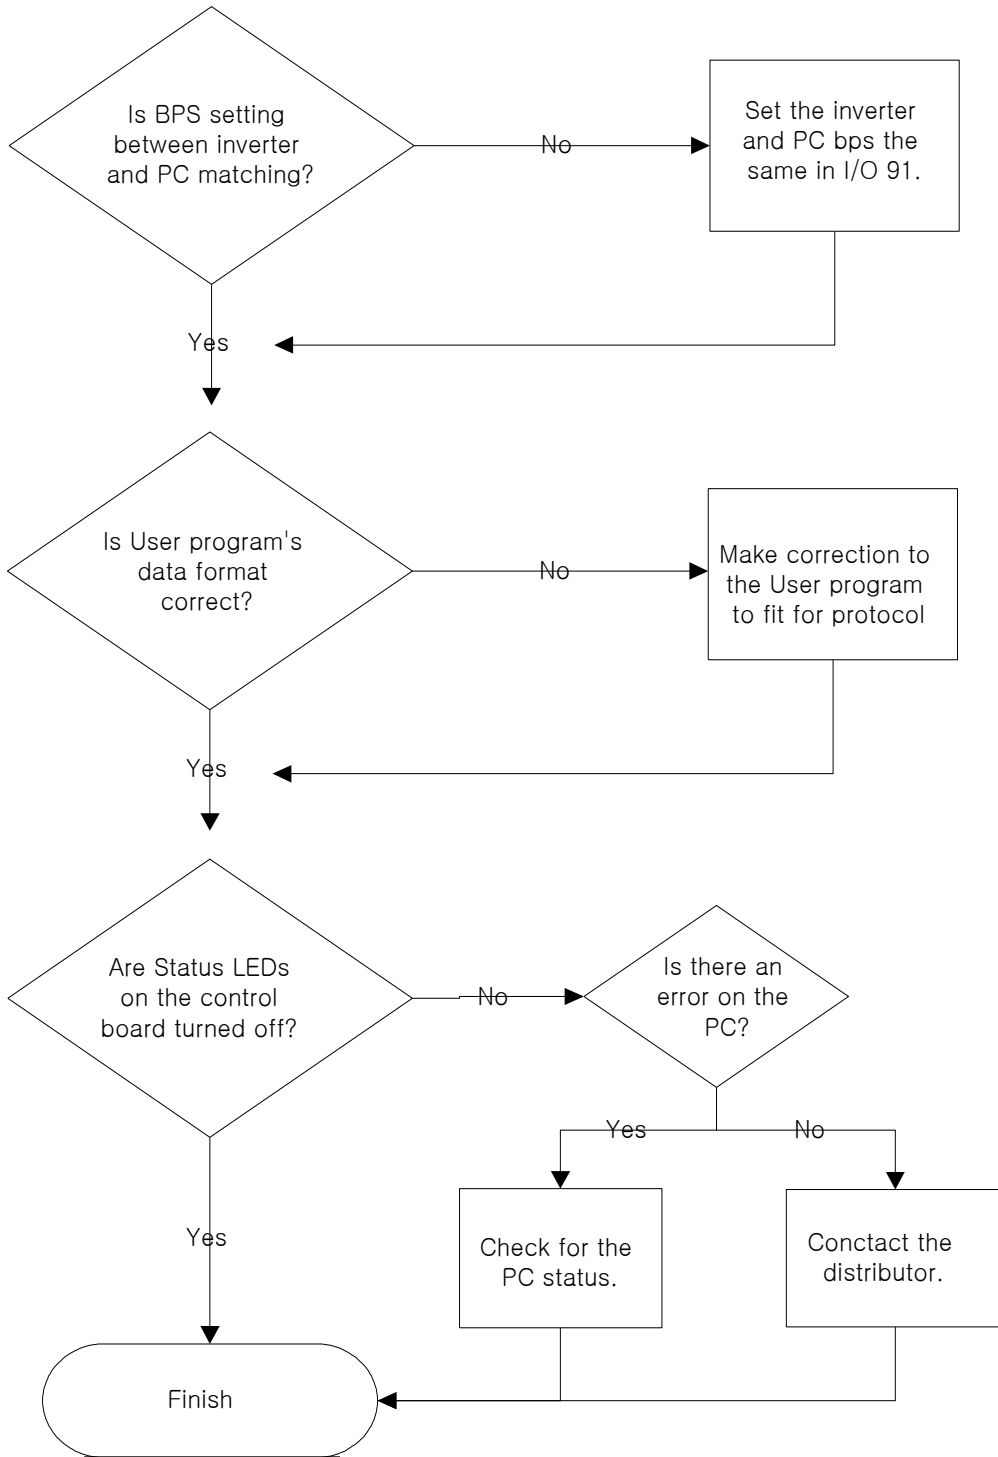 Is BPS setting
between inverter
and PC matching?
No
Set the inverter
and PC bps the
same in I/O 91.
Yes
Is User program's
data format
correct?
No
Make correction to
the User program
to fit for protocol
Yes
Are Status LEDs
on the control
board turned off?
No
Is there an
error on the
PC?
Yes
No
Yes
Check for the
PC status.
Conctact the
distributor.
Finish